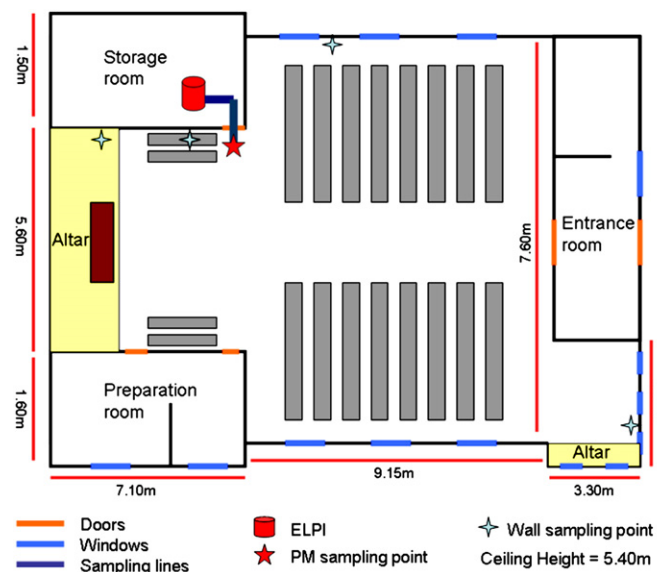 1.50m
Storage
room
5.60m
Altar
7.60m
Entrance
room
1.60m
Preparation
room
Altar
7.10m
9.15m
3.30m
Doors
Windows
Sampling lines
ELPI
PM sampling point
Wall sampling point
Ceiling Height = 5.40m